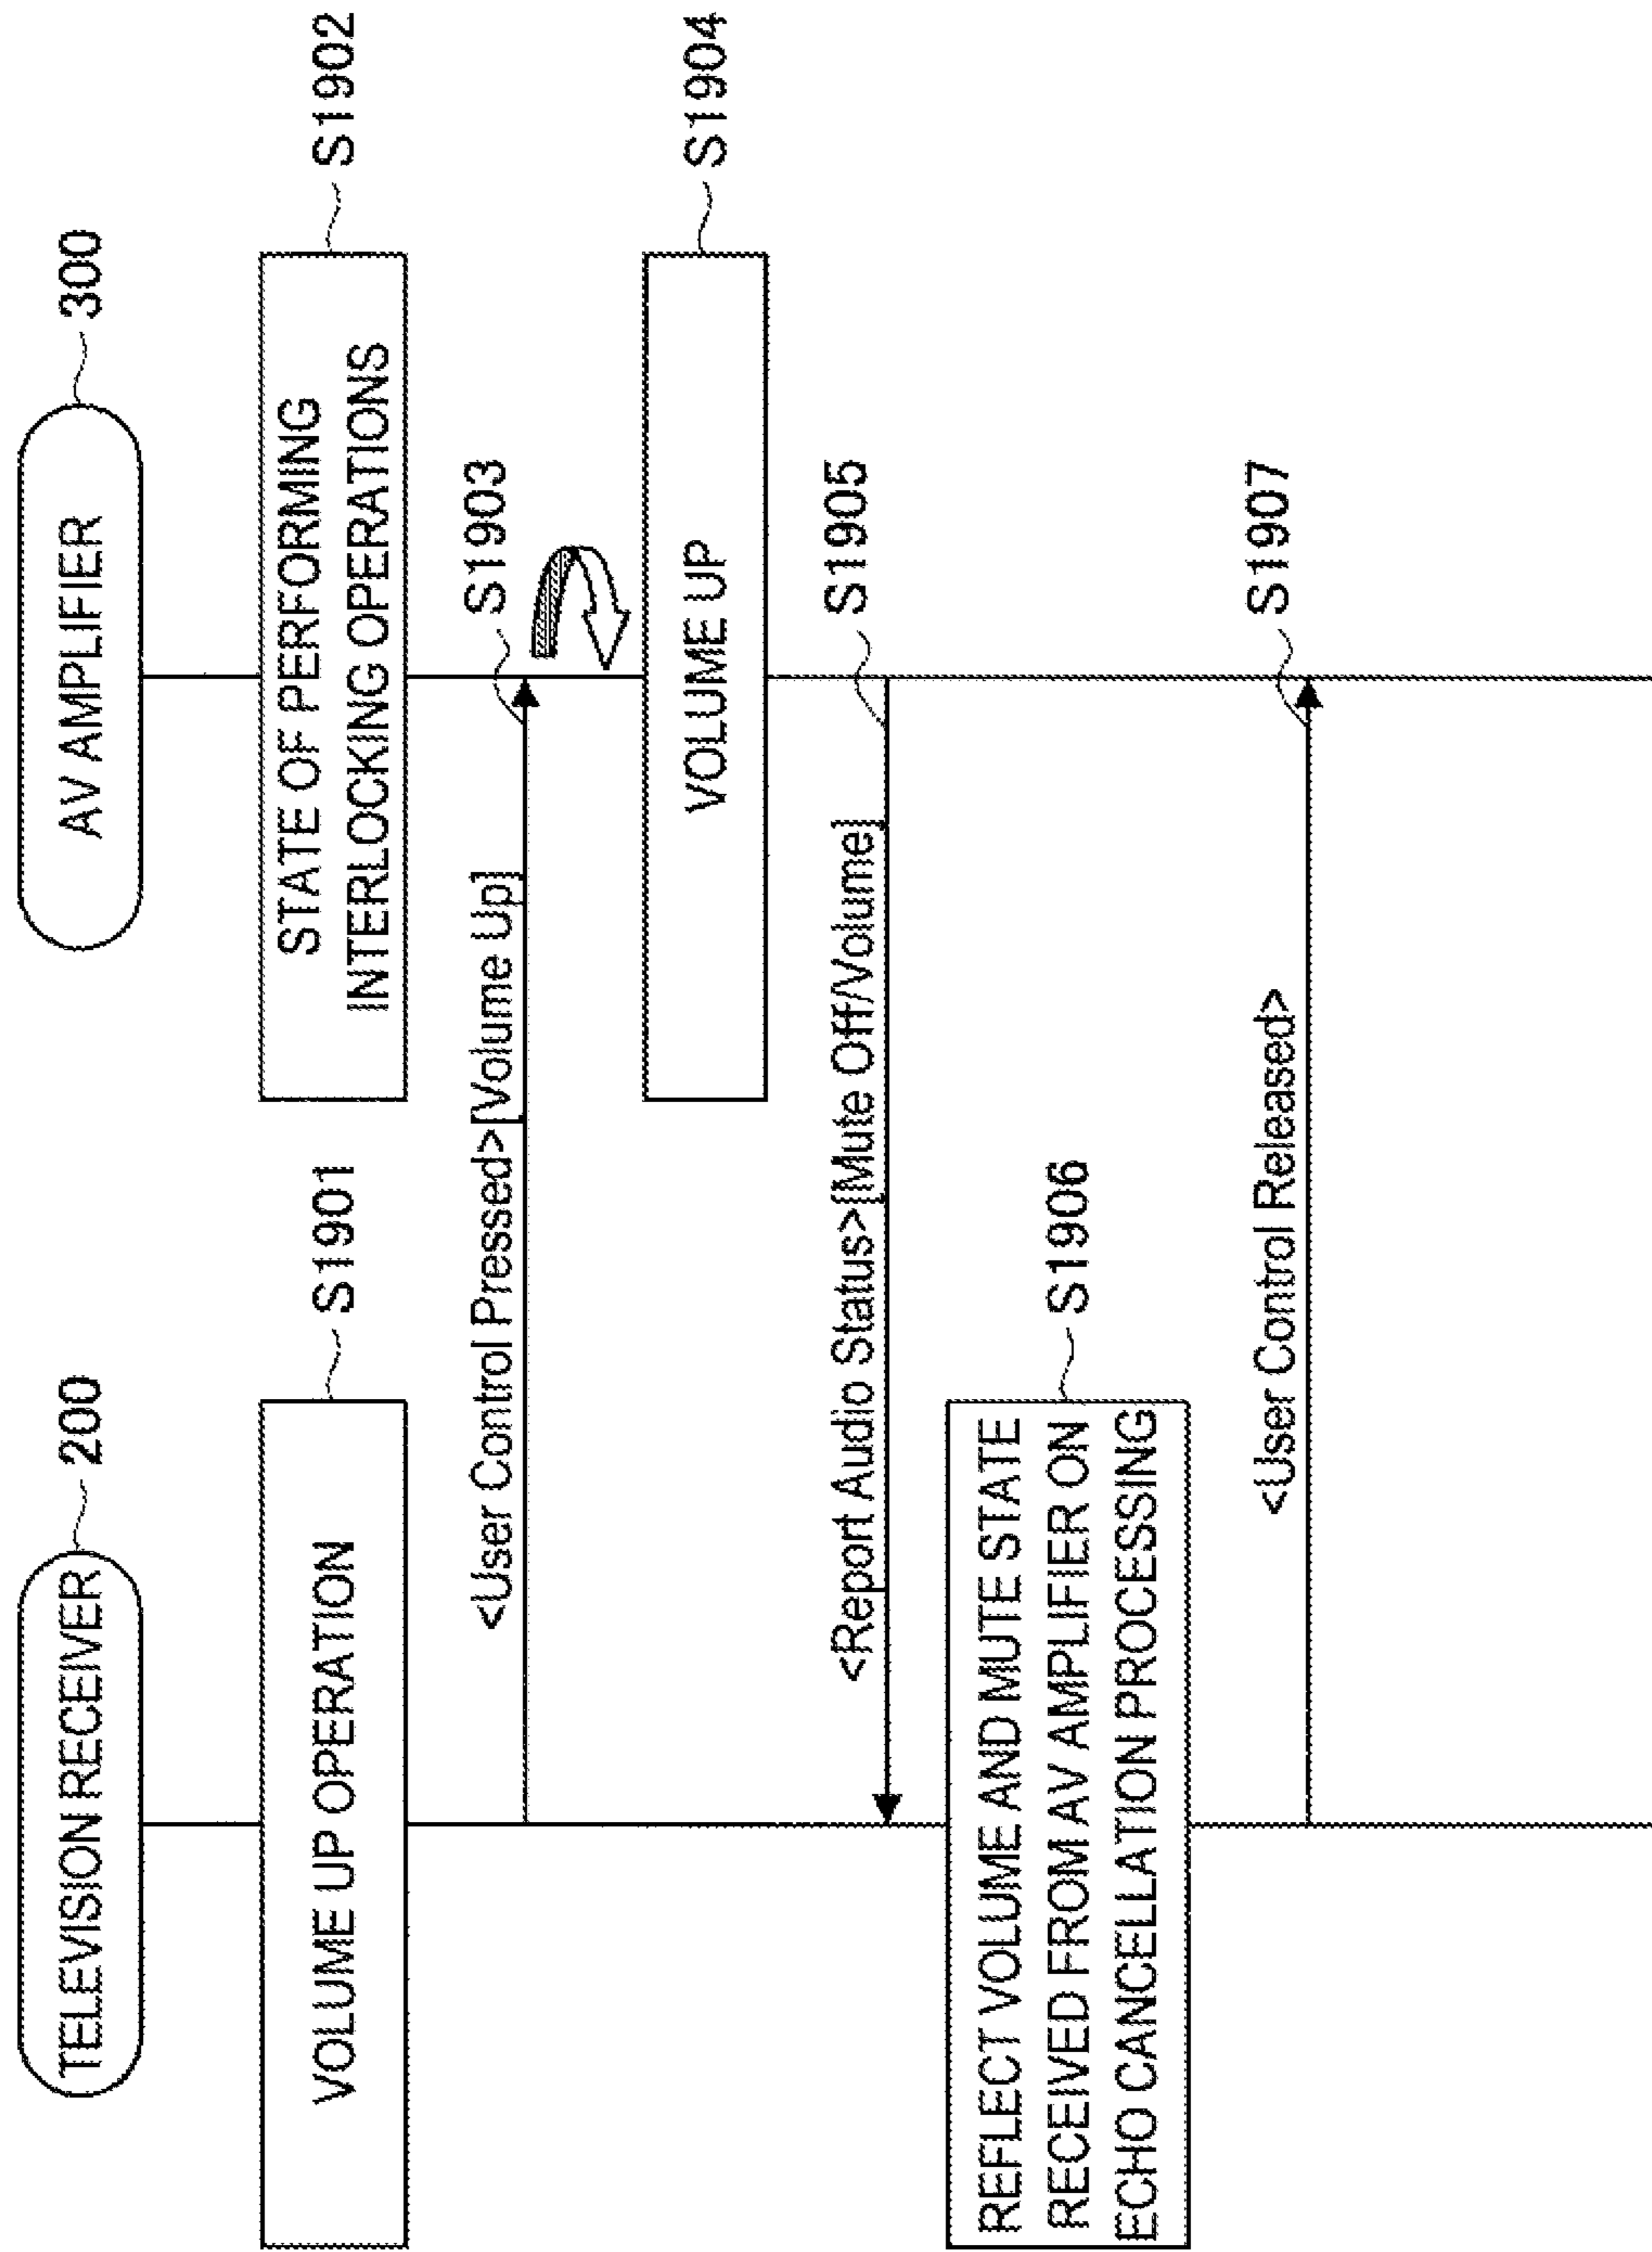 TELEVISION RECEIVER
200
AV AMPLIFIER
300
VOLUME UP OPERATION
S1901
STATE OF PERFORMING
INTERLOCKING OPERATIONS
S1902
<User Control Pressed>[Volume Up]
S1903
VOLUME UP
S1904
<Report Audio Status>[Mute Off/Volume]
S1905
REFLECT VOLUME AND MUTE STATE
RECEIVED FROM AV AMPLIFIER ON
ECHO CANCELLATION PROCESSING
S1906
<User Control Released>
S1907